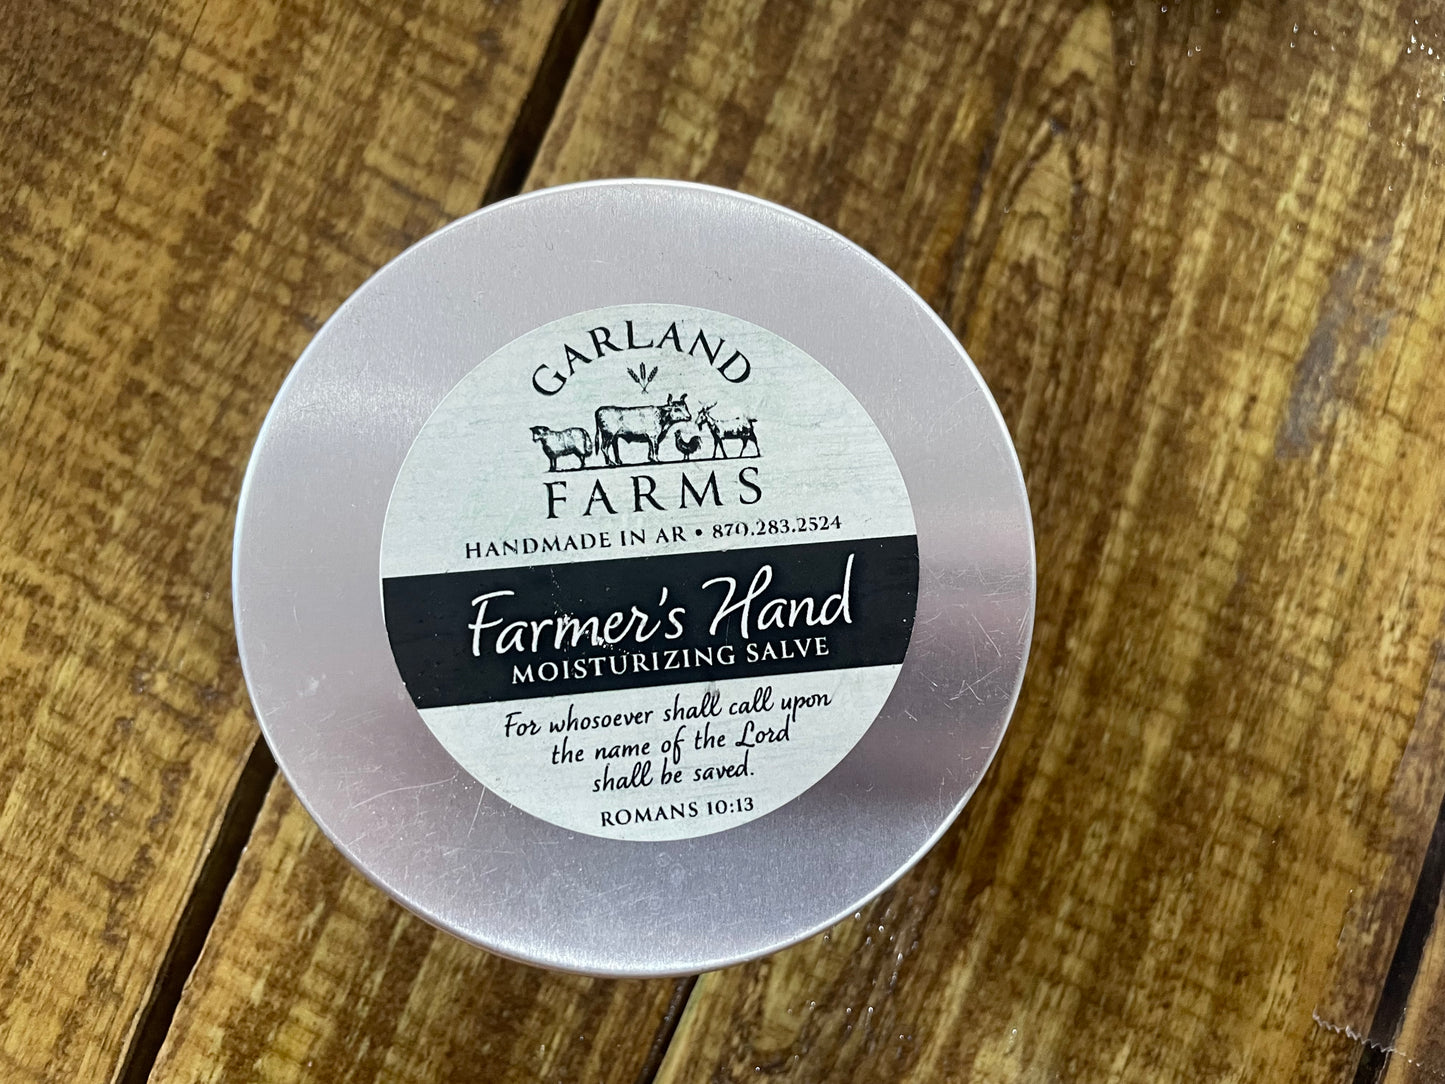 GARLAND
FARMS
HANDMADE IN AR • 870.283.2524
Farmer's Hand
MOISTURIZING SALVE
For whosoever shall call upon
the name of the Lord
shall be saved.
ROMANS 10:13